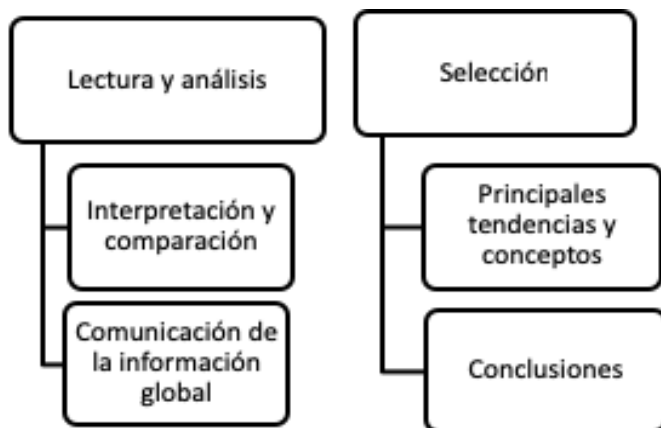 Lectura y análisis
Interpretación y
comparación
Comunicación de
la información
global
Selección
Principales
tendencias y
conceptos
Conclusiones